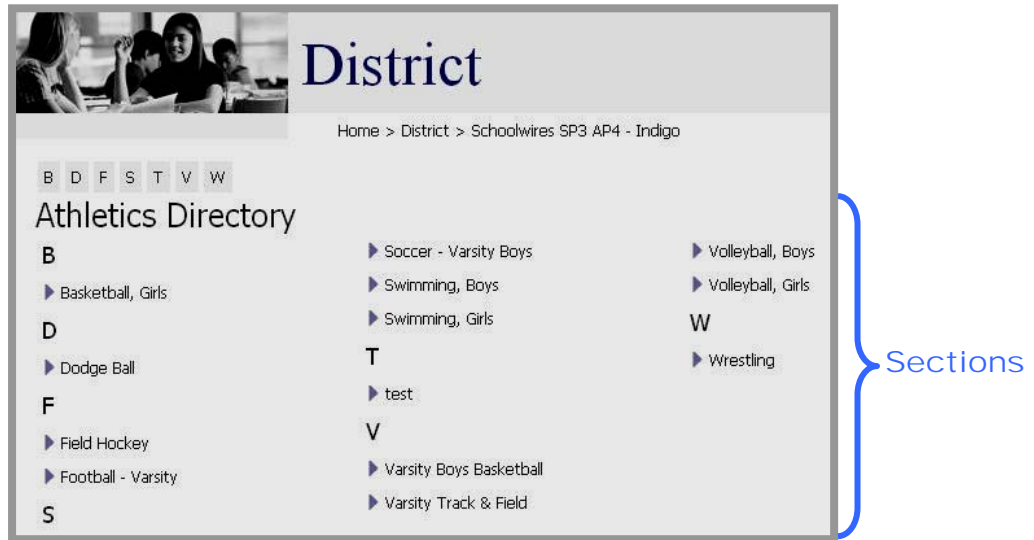 District
Home > District > Schoolwires SP3 AP4 - Indigo
B D F S T V W
Athletics Directory
B
Basketball, Girls
D
Dodge Ball
F
Field Hockey
Football - Varsity
S
Soccer - Varsity Boys
Swimming, Boys
Swimming, Girls
T
test
V
Varsity Boys Basketball
Varsity Track & Field
Volleyball, Boys
Volleyball, Girls
W
Wrestling
Sections